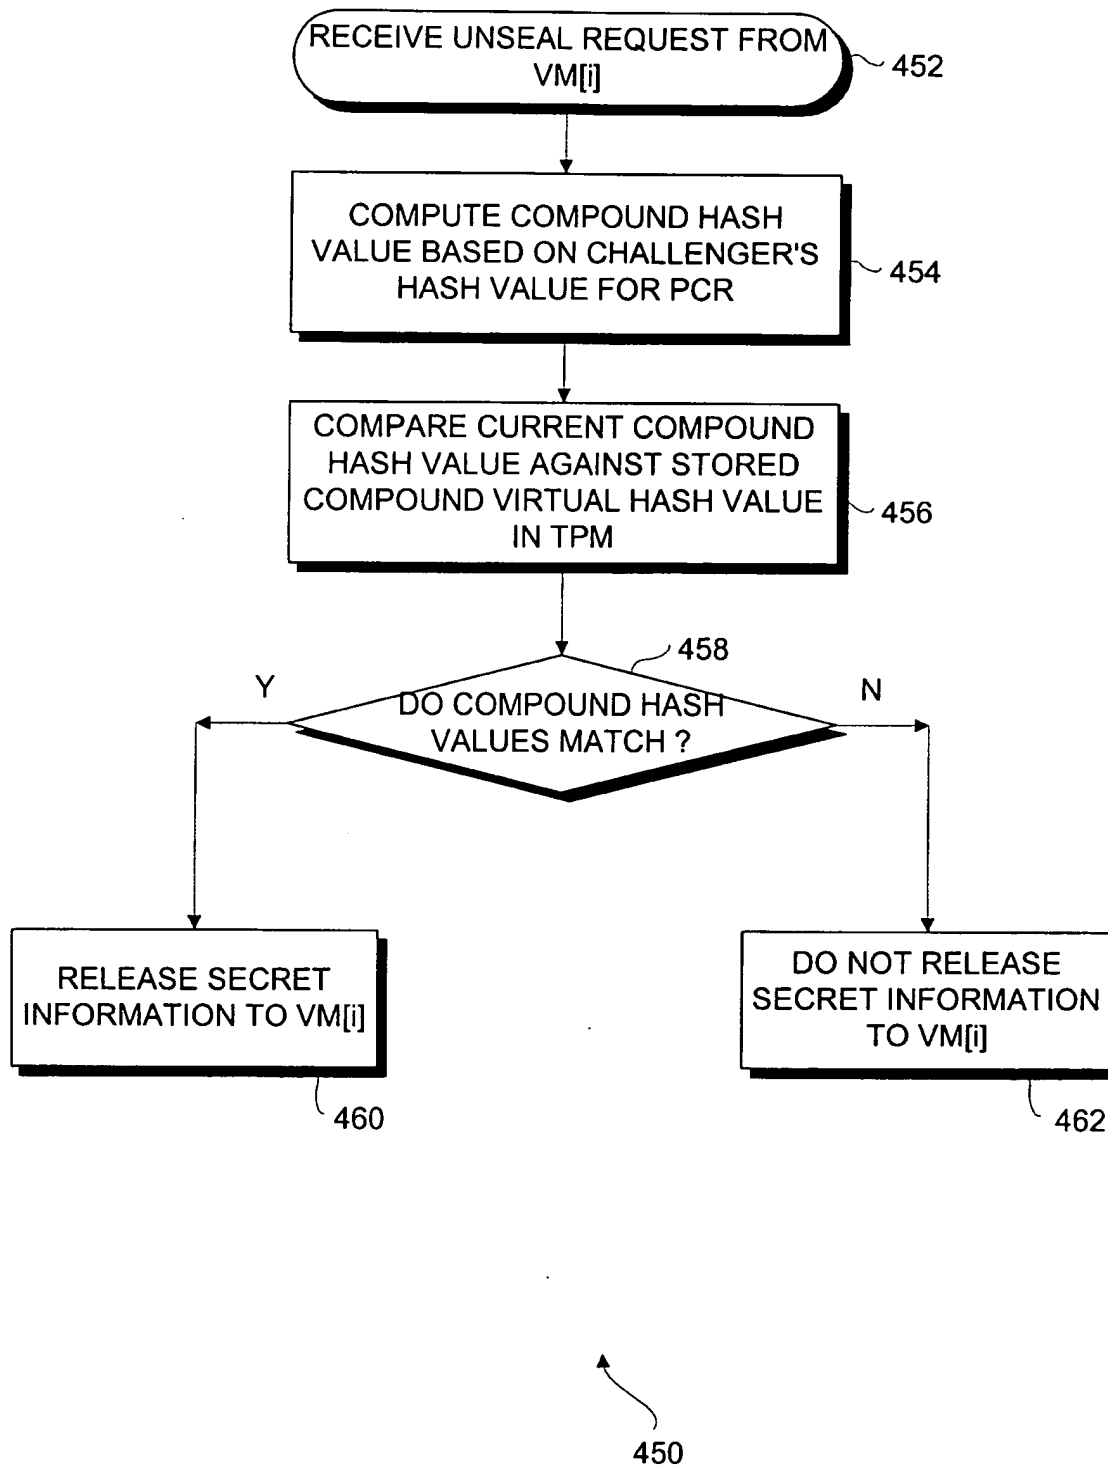 RECEIVE UNSEAL REQUEST FROM
VM[i]
452
COMPUTE COMPOUND HASH
VALUE BASED ON CHALLENGER'S
HASH VALUE FOR PCR
454
COMPARE CURRENT COMPOUND
HASH VALUE AGAINST STORED
COMPOUND VIRTUAL HASH VALUE
IN TPM
456
458
Y
N
DO COMPOUND HASH
VALUES MATCH ?
RELEASE SECRET
INFORMATION TO VM[i]
460
DO NOT RELEASE
SECRET INFORMATION
TO VM[i]
462
450